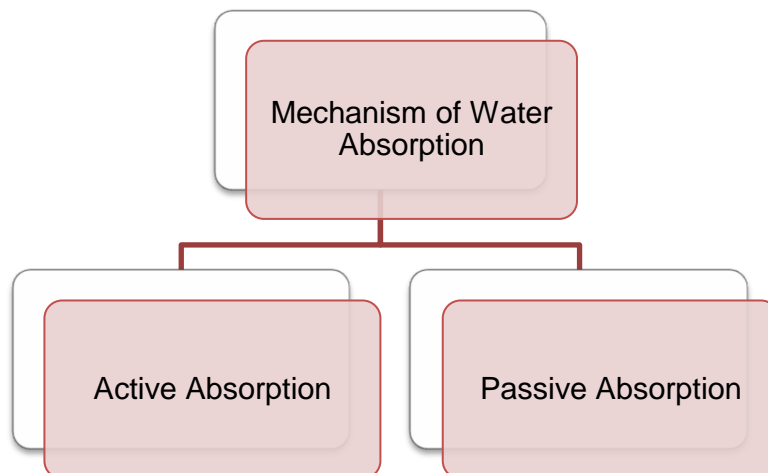 Mechanism of Water
Absorption
Active Absorption
Passive Absorption